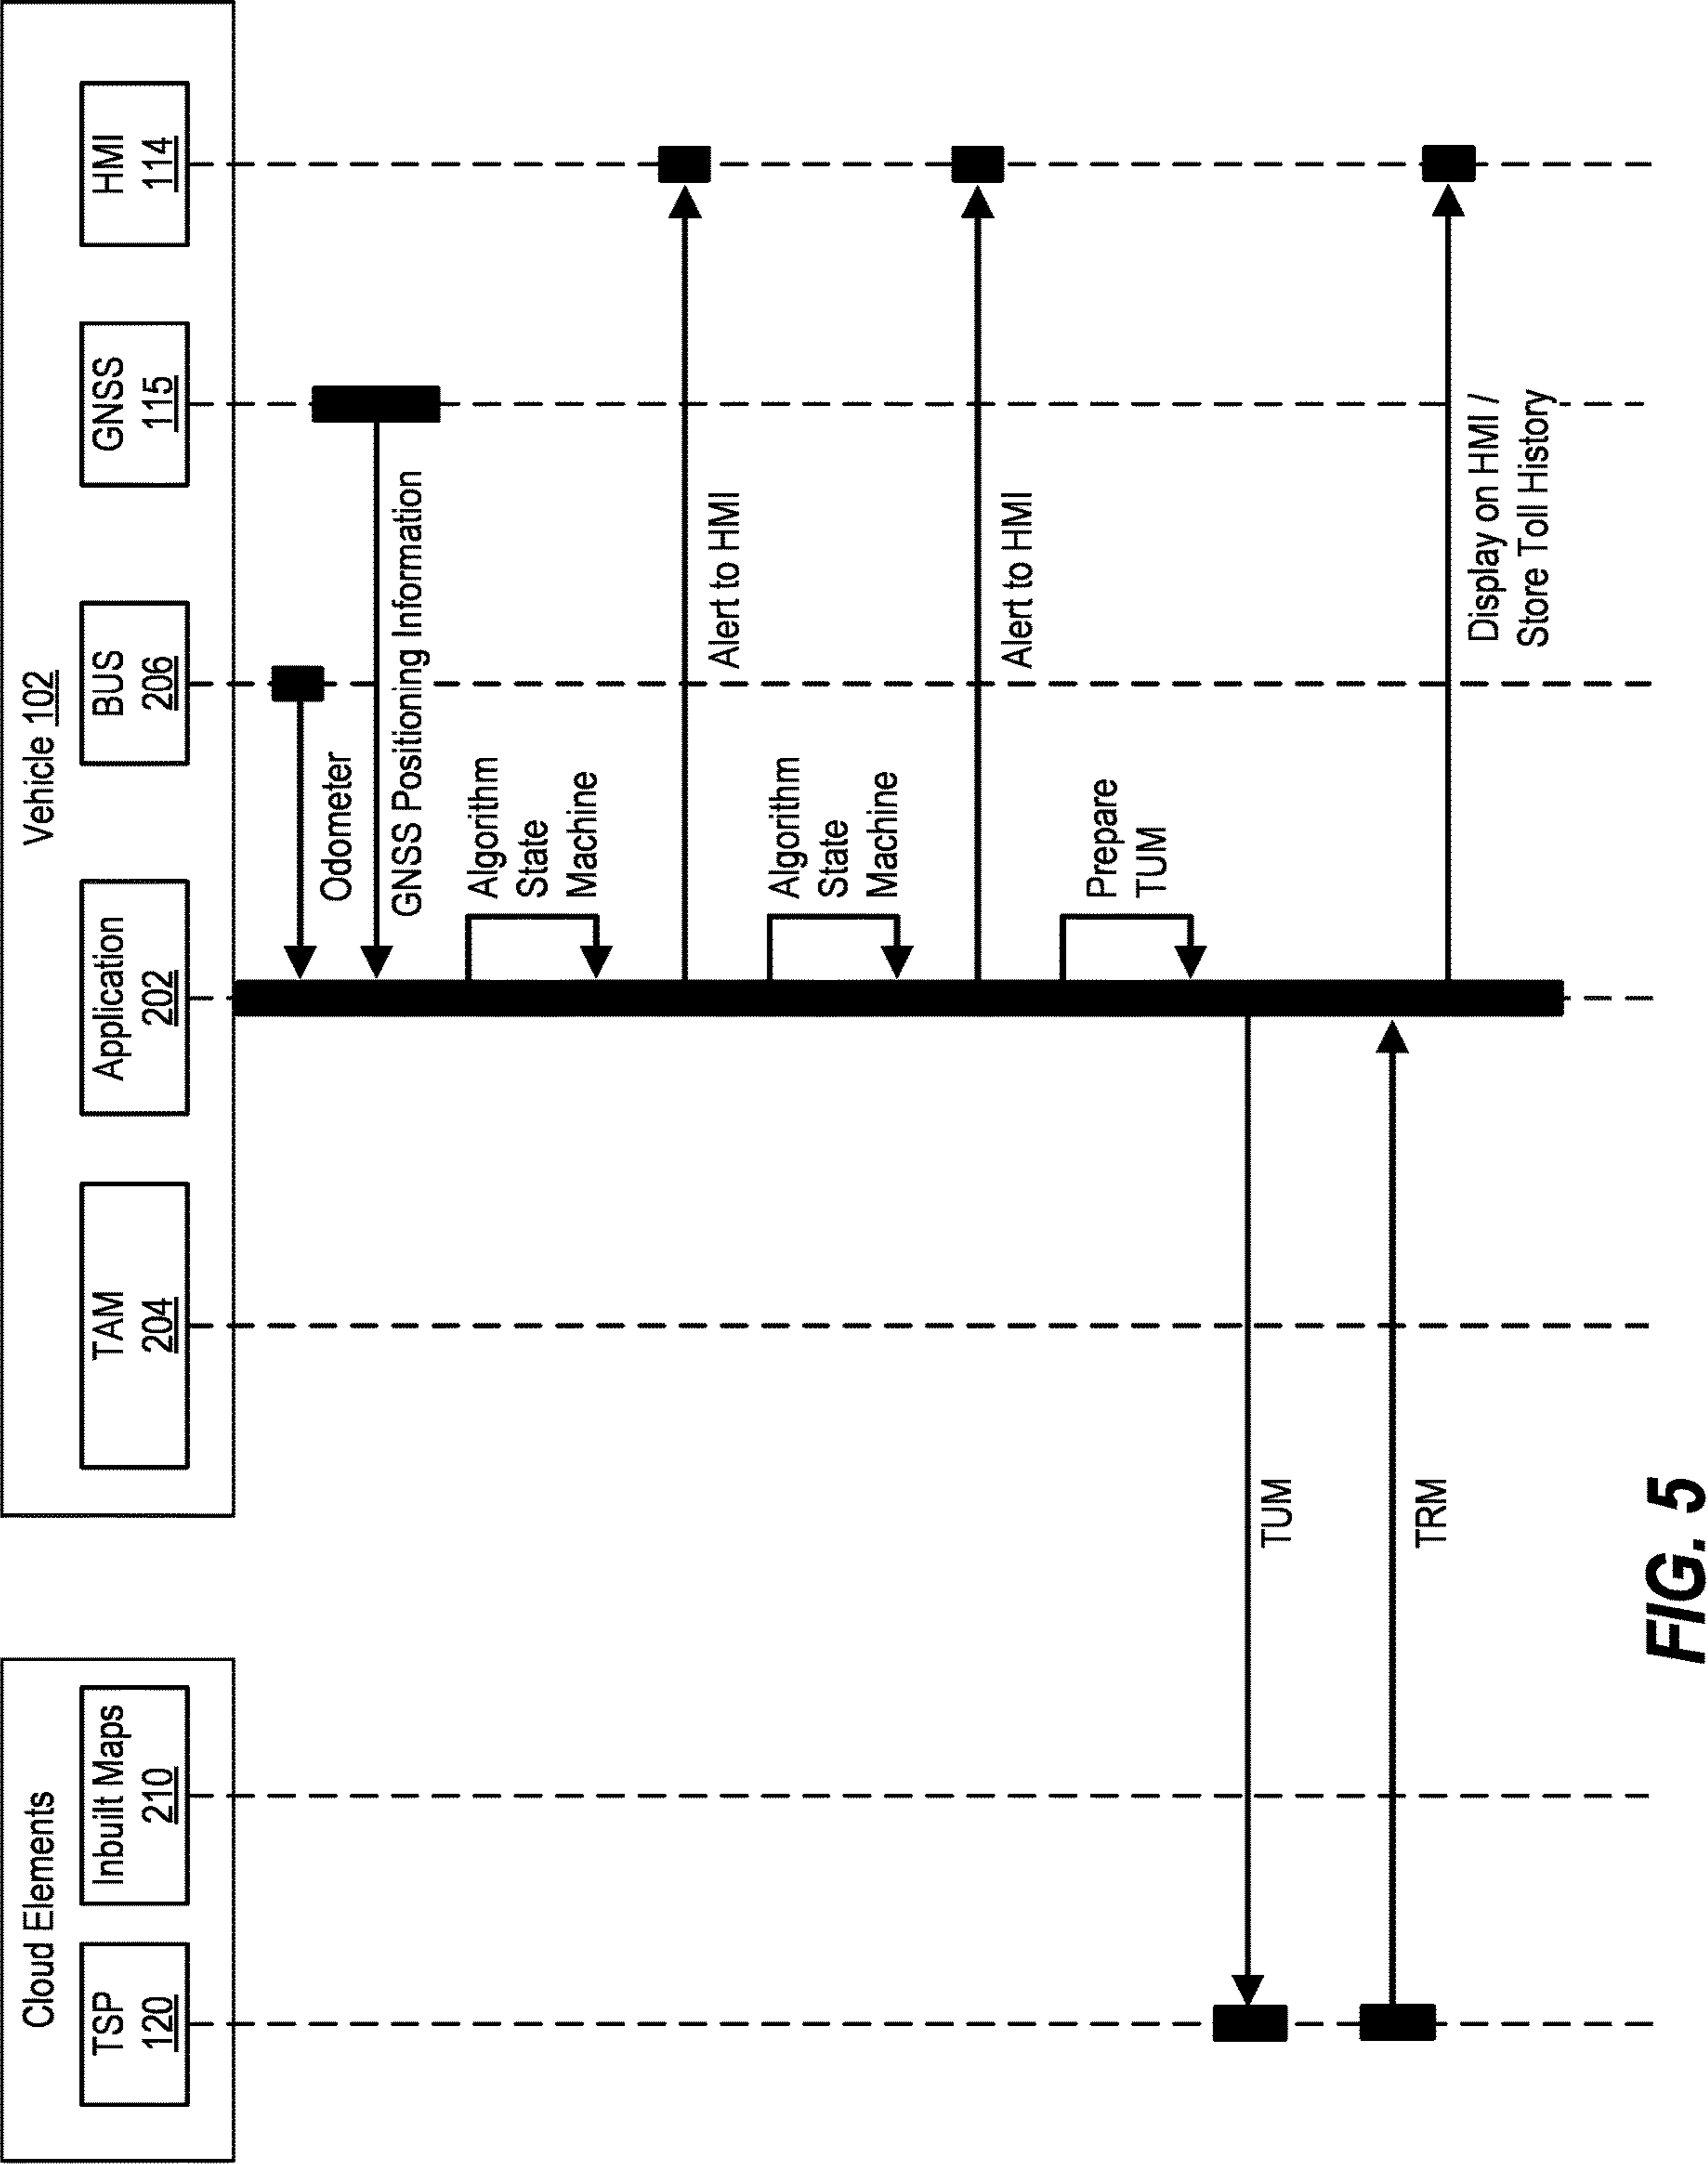 Cloud Elements
Vehicle 102
TSP
120
Inbuilt Maps
210
TAM
204
Application
202
BUS
206
GNSS
115
HMI
114
Odometer
GNSS Positioning Information
Algorithm
State
Machine
Alert to HMI
Algorithm
State
Machine
Alert to HMI
Prepare
TUM
TUM
TRM
Display on HMI /
Store Toll History
FIG. 5